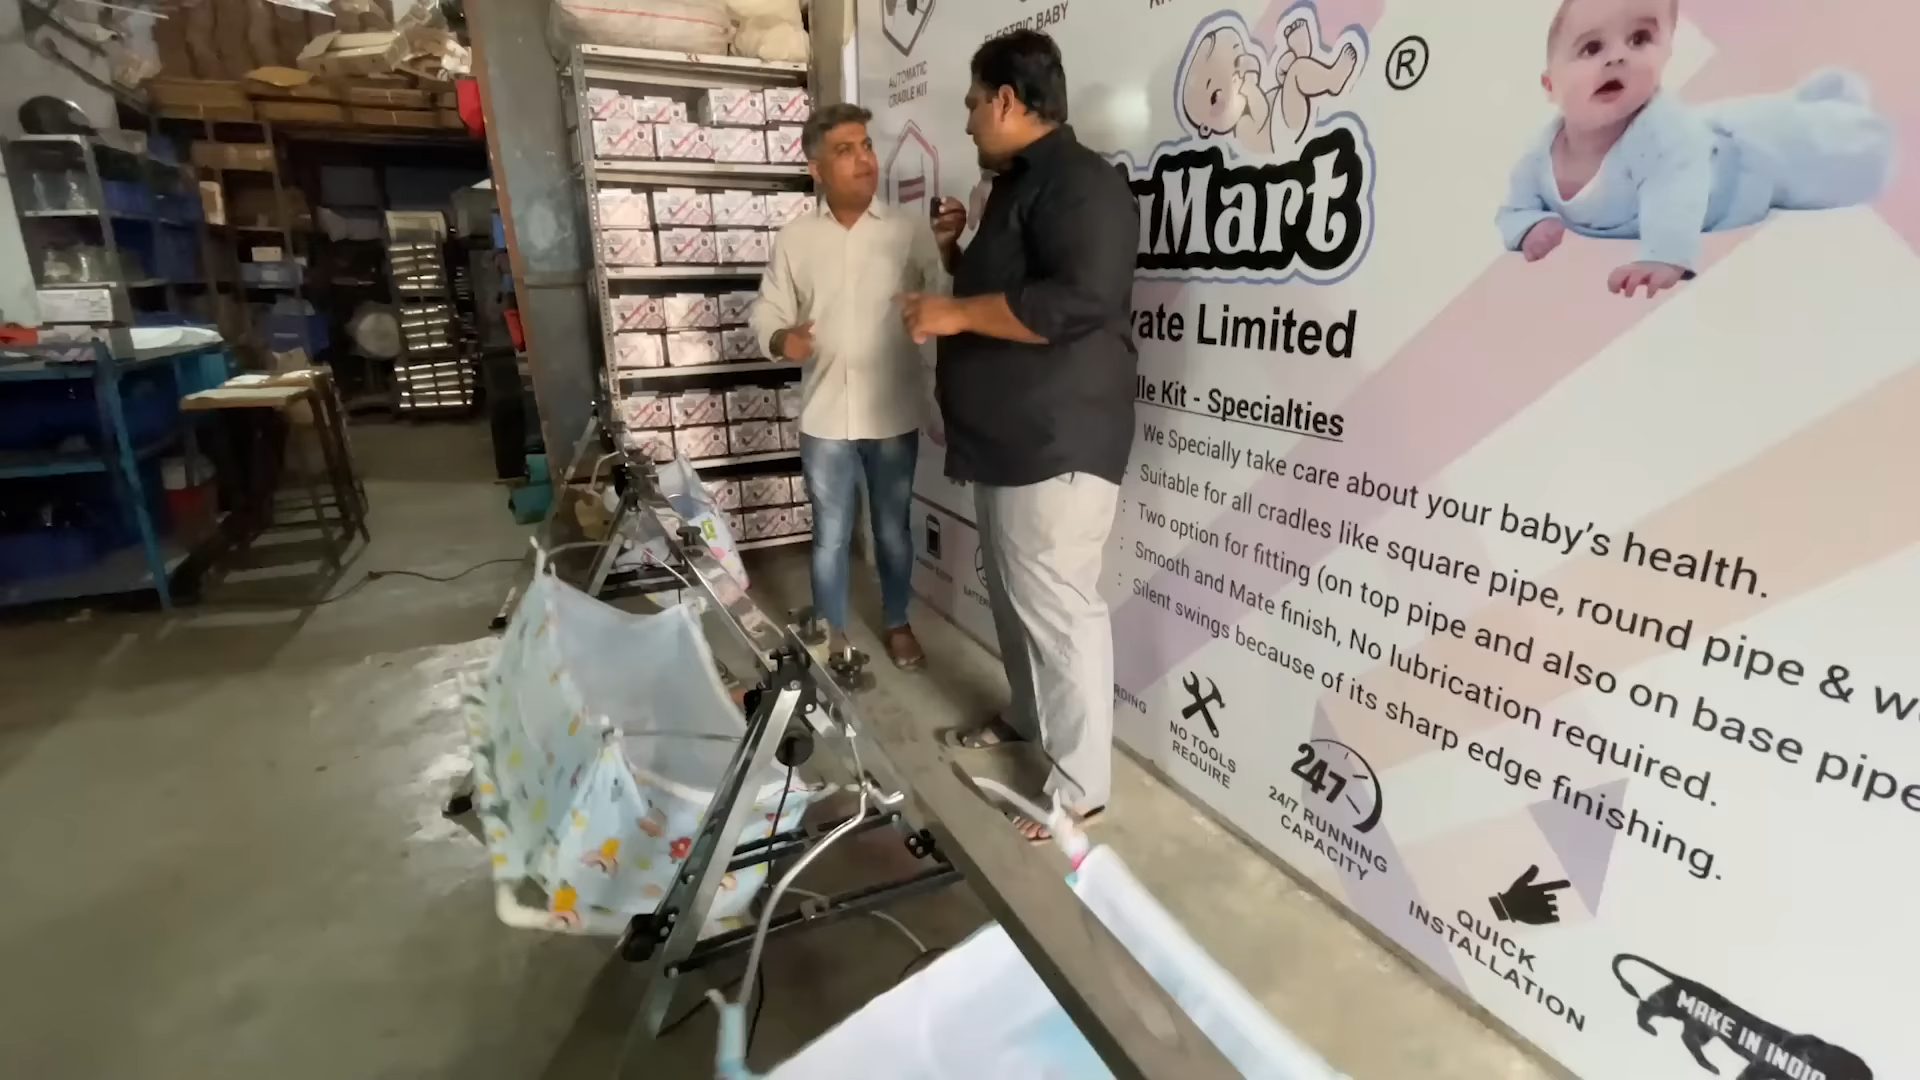 ELECTRIC BABY
AUTOMATIC
CRADLE KIT
®
Mart
vate Limited
Kit - Specialties
We Specially take care about your baby's health.
: Suitable for all cradles like square pipe, round pipe & w
: Two option for fitting (on top pipe and also on base pipe
: Smooth and Mate finish, No lubrication required.
: Silent swings because of its sharp edge finishing.
NO TOOLS
REQUIRE
247
24/7 RUNNING
CAPACITY
QUICK
INSTALLATION
MAKE IN INDIA